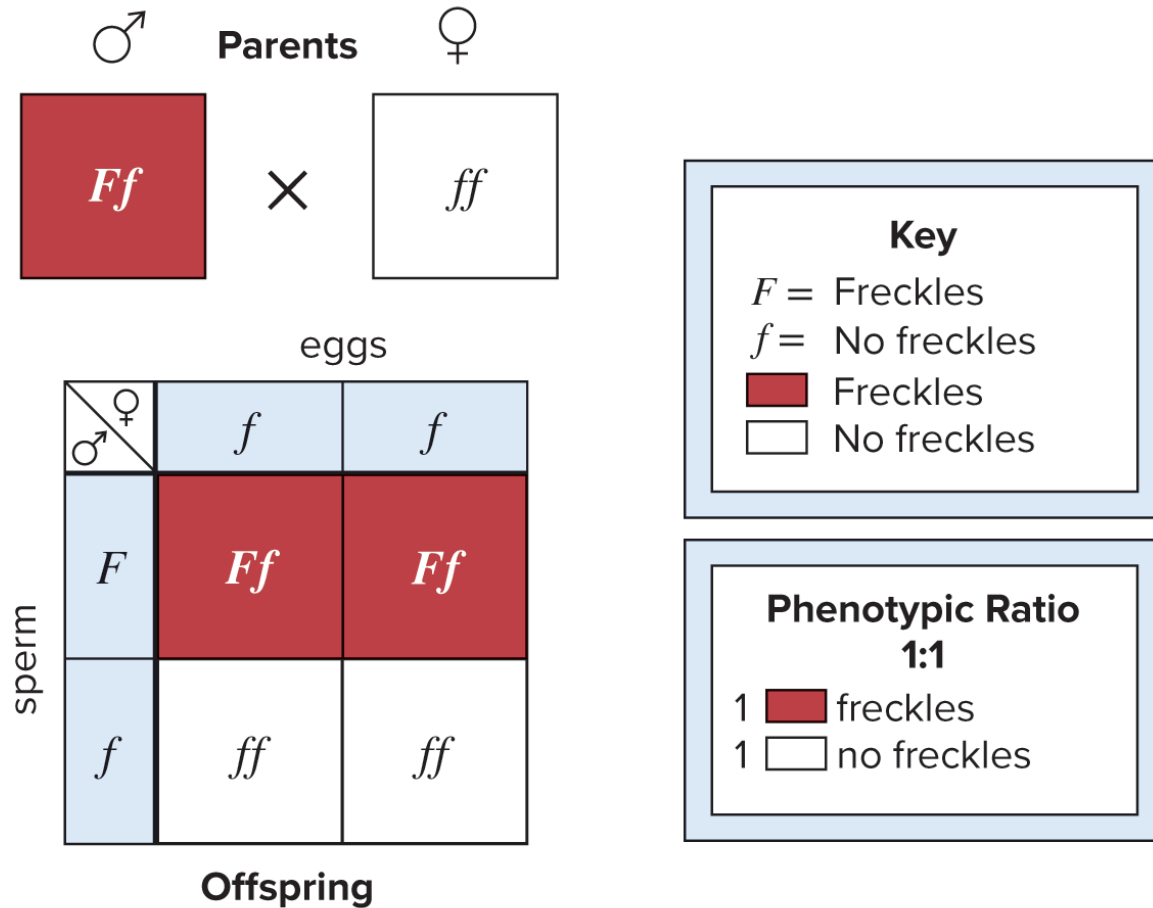 ♂ Parents ♀
Ff × ff
eggs
♀
♂
f f
sperm
F Ff Ff
f ff ff
Offspring
Key
F = Freckles
f = No freckles
Freckles
No freckles
Phenotypic Ratio
1:1
1 freckles
1 no freckles